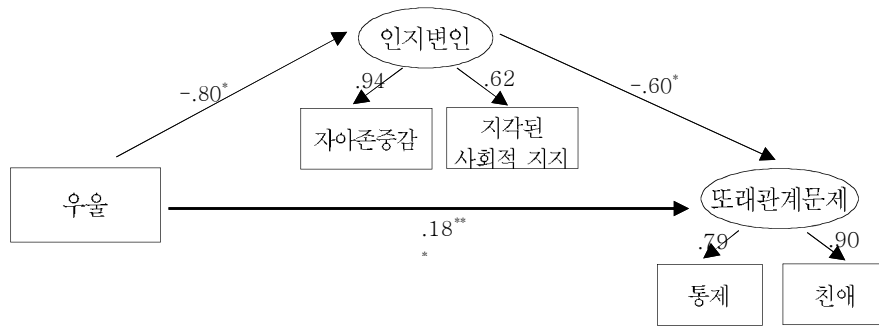 인지변인
-.80*
.94
.62
-.60*
자아존중감
지각된
사회적 지지
우울
또래관계문제
.18**
*
.79
.90
통제
친애